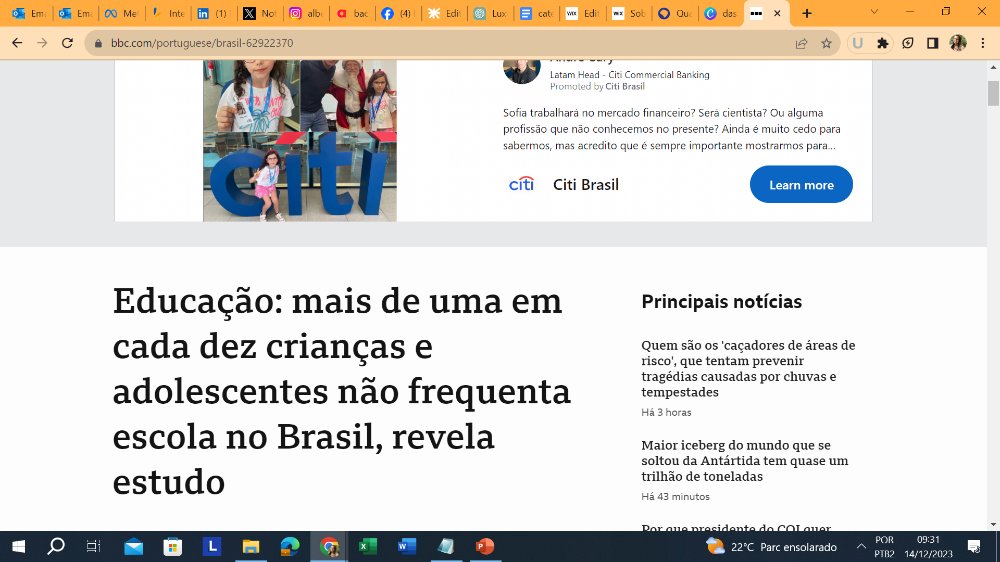 Ema
Ema
Met
Inte
(1)
Not
albe
bac
(4)
Edit
Lux
cate
WIX Edit
WIX Sob
Qua
das
bbc.com/portuguese/brasil-62922370
Latam Head - Citi Commercial Banking
Promoted by Citi Brasil
Sofia trabalhará no mercado financeiro? Será cientista? Ou alguma
profissão que não conhecemos no presente? Ainda é muito cedo para
sabermos, mas acredito que é sempre importante mostrarmos para...
citi
citi Citi Brasil
Learn more
Educação: mais de uma em
cada dez crianças e
adolescentes não frequenta
escola no Brasil, revela
estudo
Principais notícias
Quem são os 'caçadores de áreas de
risco', que tentam prevenir
tragédias causadas por chuvas e
tempestades
Há 3 horas
Maior iceberg do mundo que se
soltou da Antártida tem quase um
trilhão de toneladas
Há 43 minutos
Por que presidente do COI quer
22°C Parc ensolarado
POR
PTB2
09:31
14/12/2023